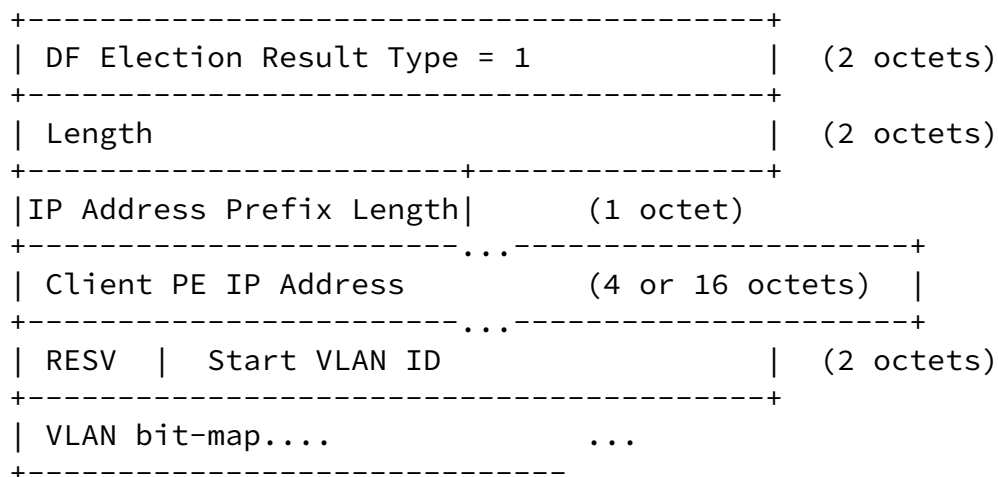 +-----------------------------------------+
| DF Election Result Type = 1             |  (2 octets)
+-----------------------------------------+
| Length                                  |  (2 octets)
+------------------------+----------------+
|IP Address Prefix Length|      (1 octet)
+------------------------...----------------------+
| Client PE IP Address          (4 or 16 octets)  |
+------------------------...----------------------+
| RESV  |  Start VLAN ID                  |  (2 octets)
+-----------------------------------------+
| VLAN bit-map....              ...
+------------------------------